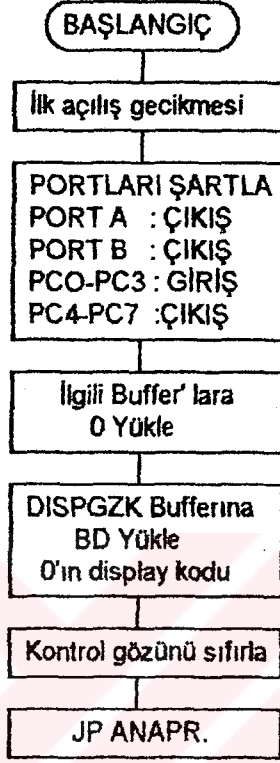 BAŞLANGIÇ
İlk açılış gecikmesi
PORTLARI ŞARTLA
PORT A : ÇIKIŞ
PORT B : ÇIKIŞ
PCO-PC3 : GİRİŞ
PC4-PC7 :ÇIKIŞ
İlgili Buffer' lara
0 Yükle
DISPGZK Bufferına
BD Yükle
0'ın display kodu
Kontrol gözünü sıfırla
JP ANAPR.